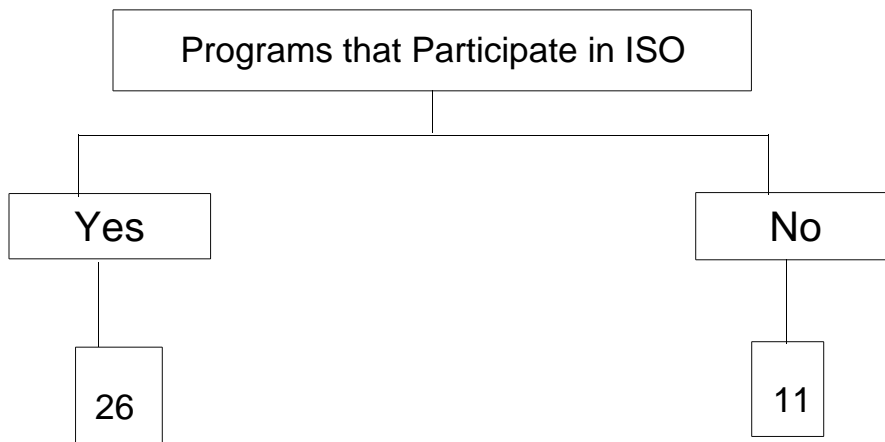 Programs that Participate in ISO
Yes
No
26
11